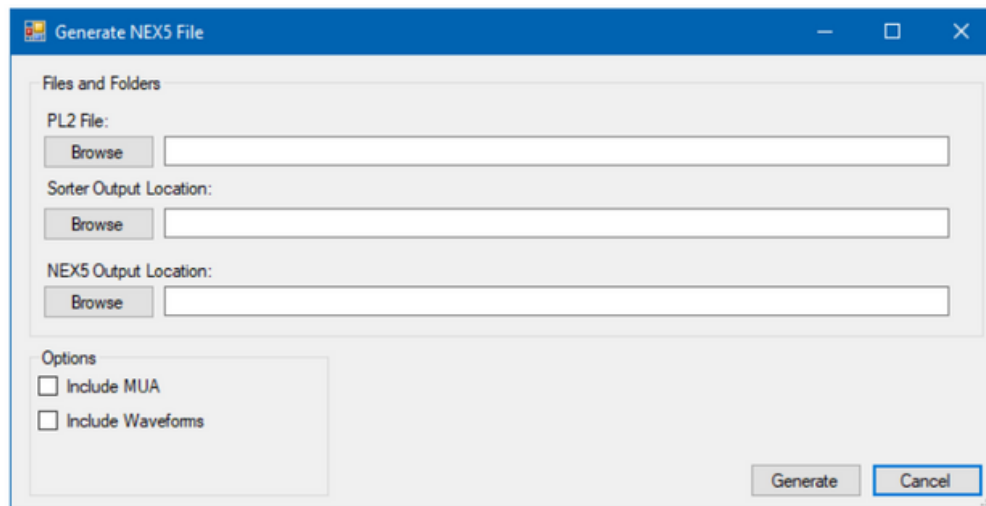 Generate NEX5 File
Files and Folders
PL2 File:
Browse
Sorter Output Location:
Browse
NEX5 Output Location:
Browse
Options
Include MUA
Include Waveforms
Generate Cancel